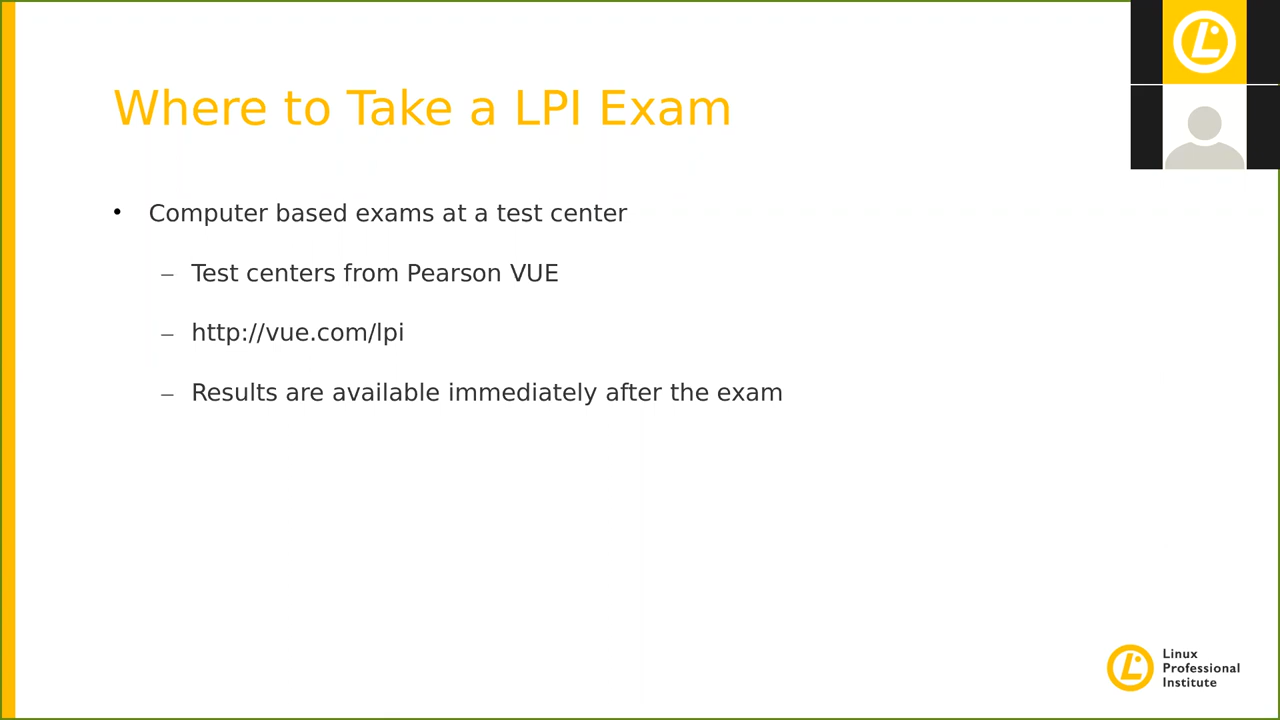 Where to Take a LPI Exam
• Computer based exams at a test center
– Test centers from Pearson VUE
– http://vue.com/lpi
– Results are available immediately after the exam
Linux
Professional
Institute